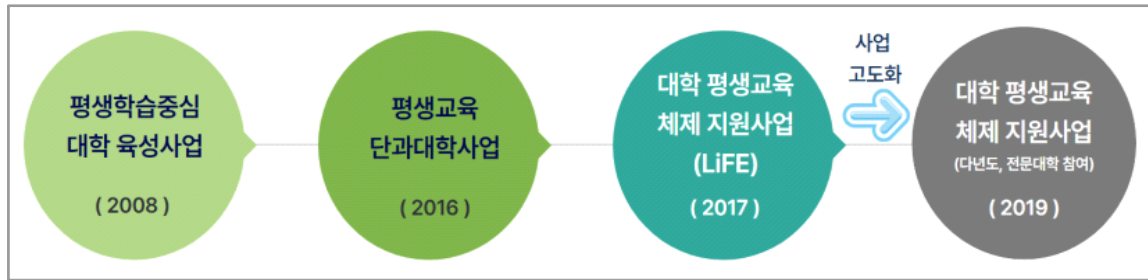 평생학습중심
대학 육성사업
( 2008 )
평생교육
단과대학사업
( 2016 )
대학 평생교육
체제 지원사업
(LiFE)
( 2017 )
사업
고도화
대학 평생교육
체제 지원사업
(다년도, 전문대학 참여)
( 2019 )